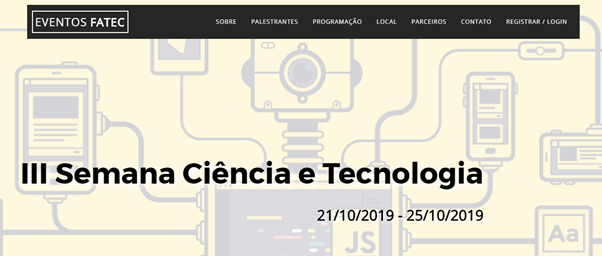 EVENTOS FATEC
SOBRE PALESTRANTES PROGRAMAÇÃO LOCAL PARCEIROS CONTATO REGISTRAR / LOGIN
III Semana Ciência e Tecnologia
21/10/2019 - 25/10/2019
JS
Aa